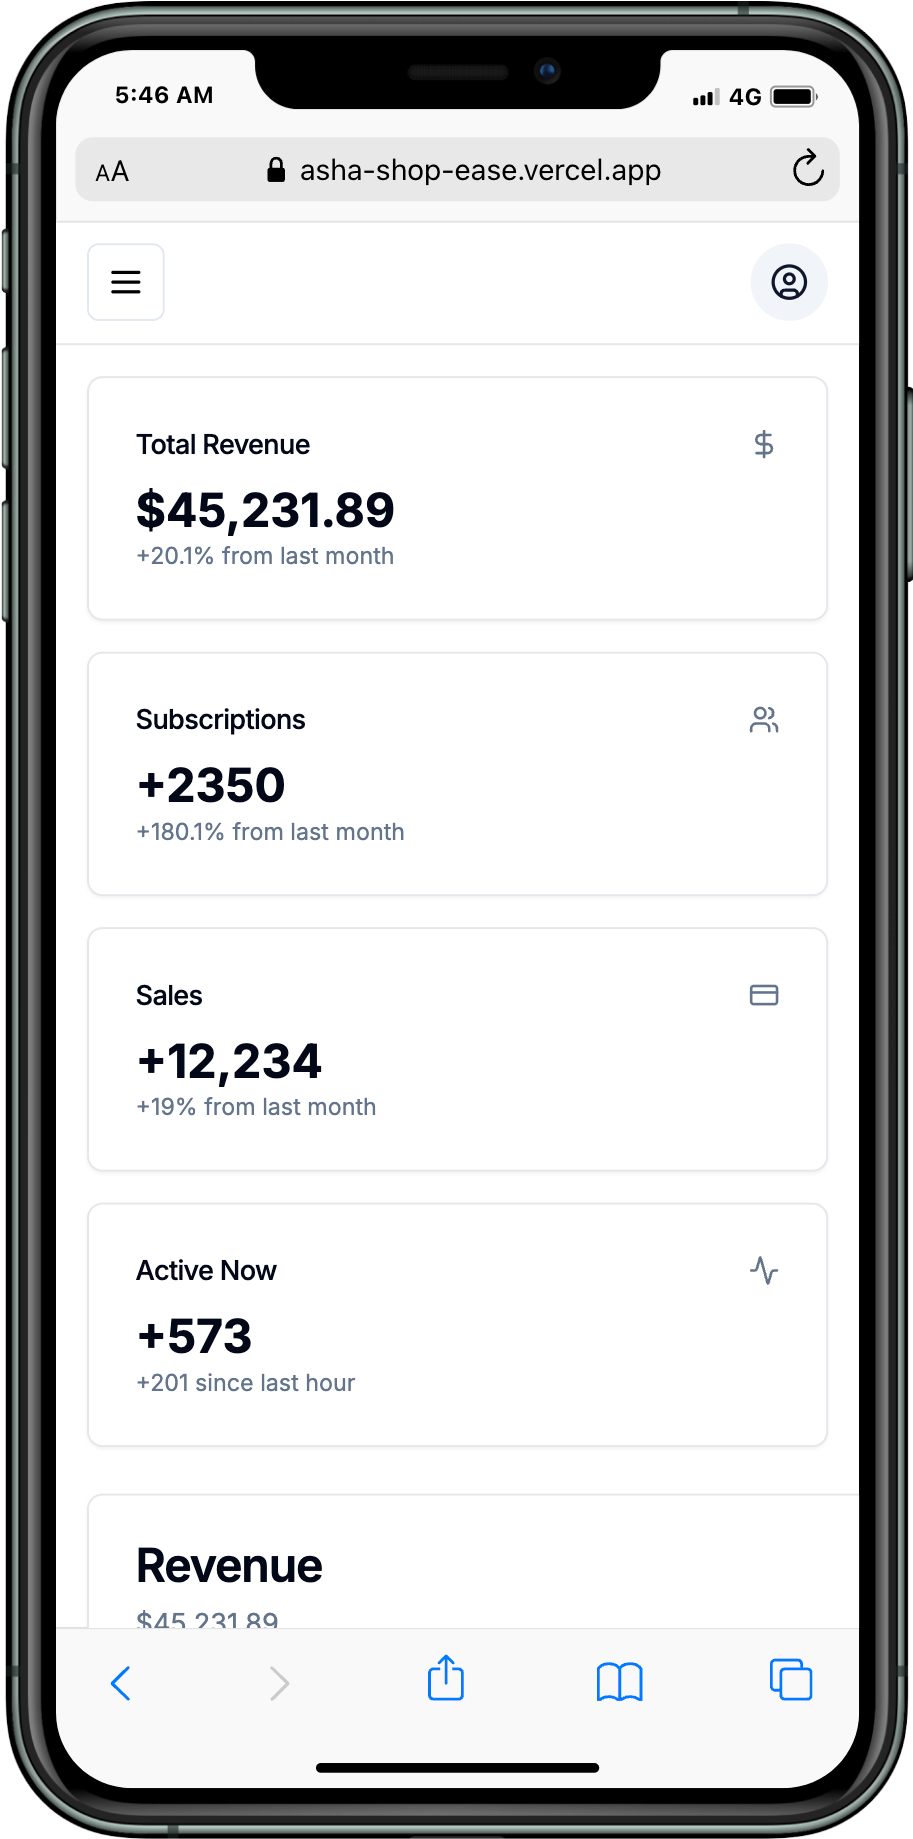 5:46 AM 4G
AA asha-shop-ease.vercel.app
Total Revenue
$45,231.89
+20.1% from last month
Subscriptions
+2350
+180.1% from last month
Sales
+12,234
+19% from last month
Active Now
+573
+201 since last hour
Revenue
$45,231.89